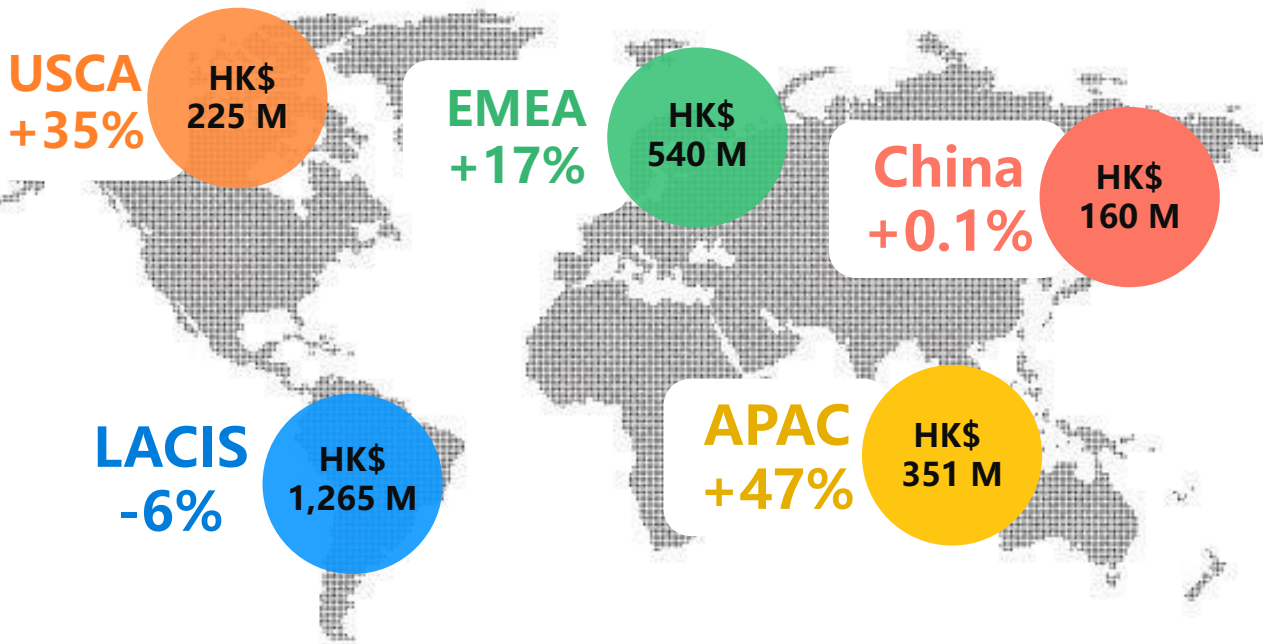 USCA
+35%
HK$
225 M
EMEA
+17%
HK$
540 M
China
+0.1%
HK$
160 M
LACIS
-6%
HK$
1,265 M
APAC
+47%
HK$
351 M